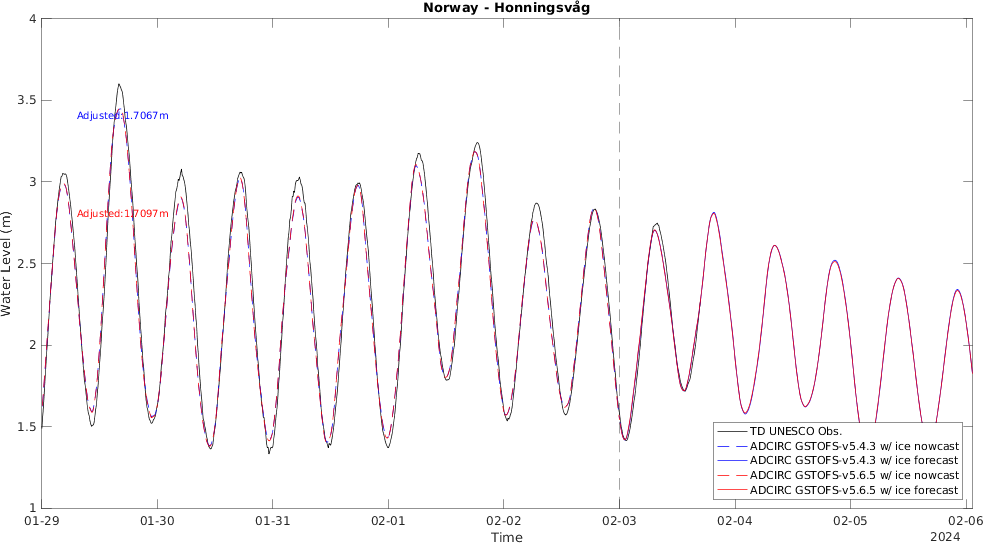 Norway - Honningsvåg
4
3.5
3
2.5
2
1.5
1
Water Level (m)
Adjusted:1.7067m
Adjusted:1.7097m
TD UNESCO Obs.
ADCIRC GSTOFS-v5.4.3 w/ ice nowcast
ADCIRC GSTOFS-v5.4.3 w/ ice forecast
ADCIRC GSTOFS-v5.6.5 w/ ice nowcast
ADCIRC GSTOFS-v5.6.5 w/ ice forecast
01-29 01-30 01-31 02-01 02-02 02-03 02-04 02-05 02-06
Time
2024